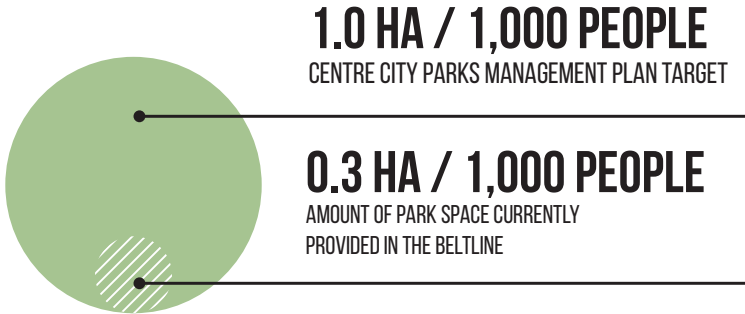 1.0 HA / 1,000 PEOPLE
CENTRE CITY PARKS MANAGEMENT PLAN TARGET
0.3 HA / 1,000 PEOPLE
AMOUNT OF PARK SPACE CURRENTLY
PROVIDED IN THE BELTLINE